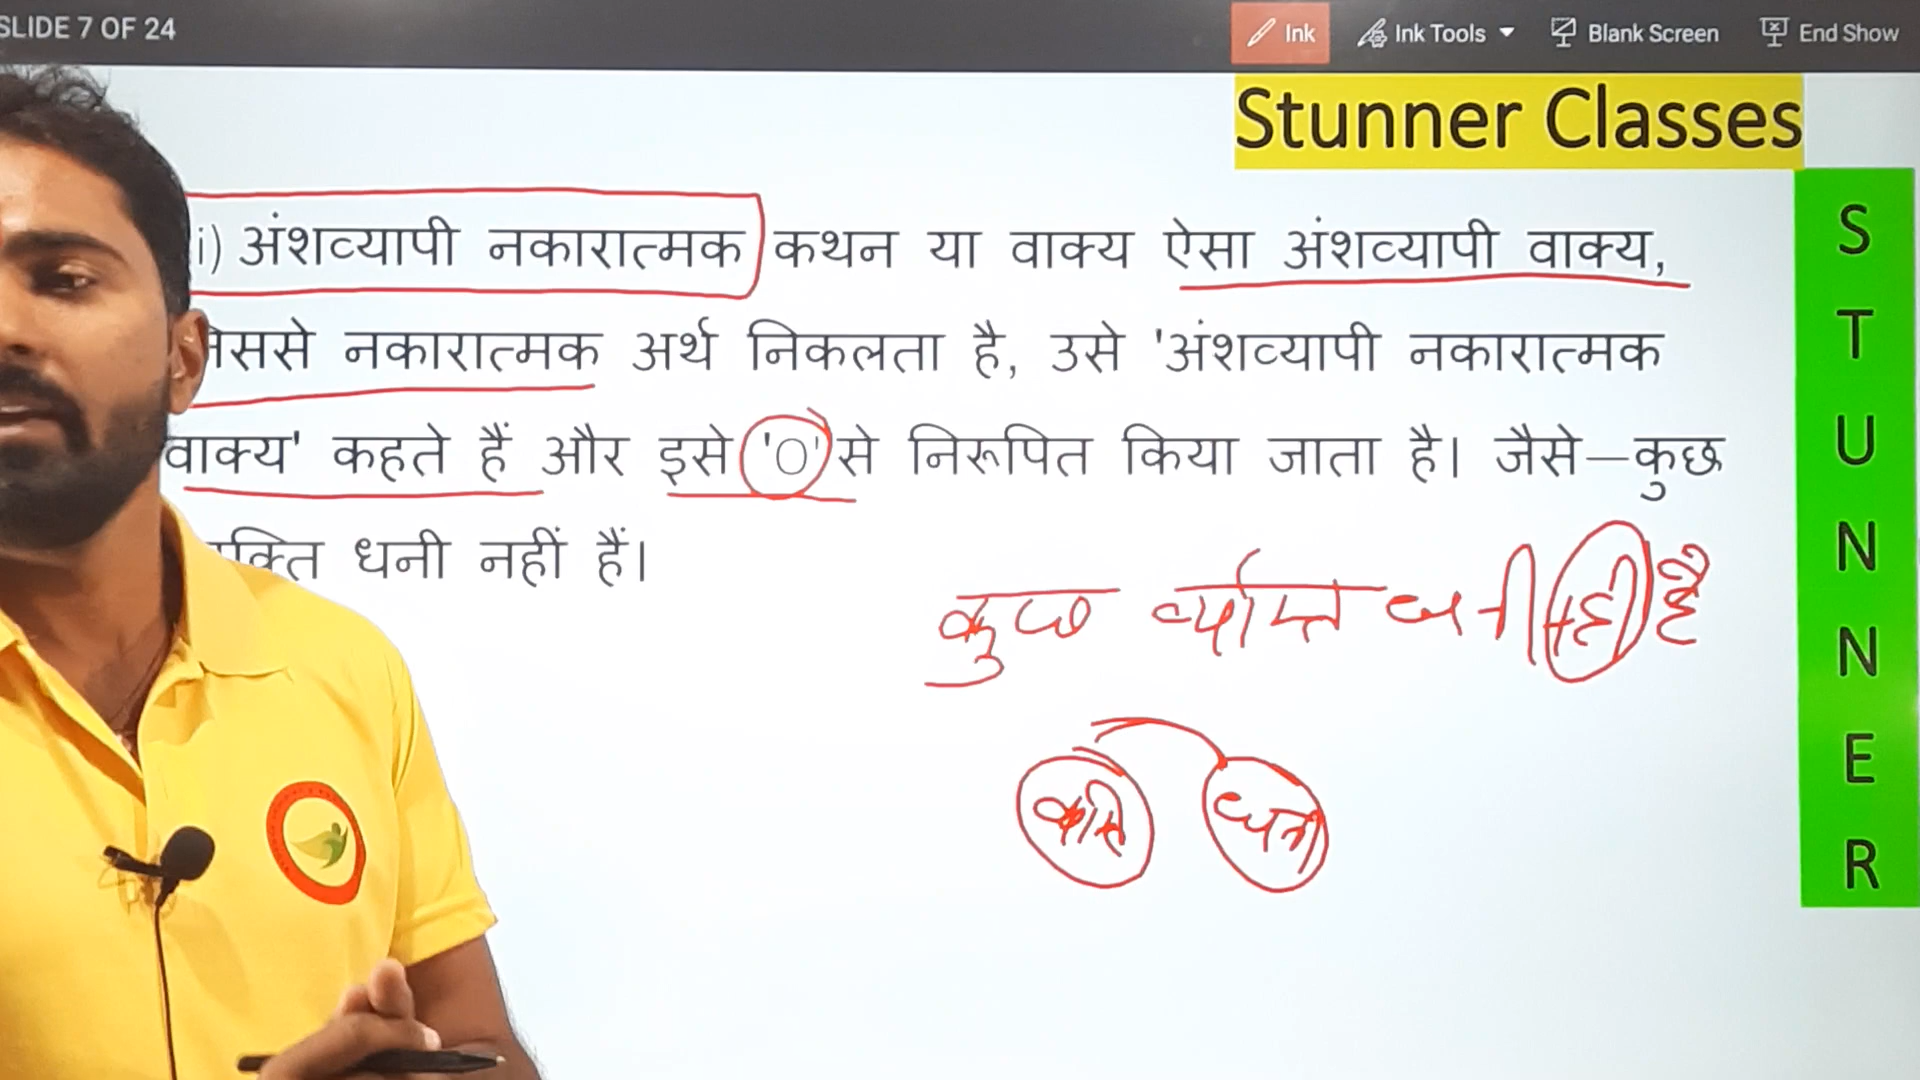 SLIDE 7 OF 24
Ink Ink Tools Blank Screen End Show
Stunner Classes
i) अंशव्यापी नकारात्मक कथन या वाक्य ऐसा अंशव्यापी वाक्य,
नकारात्मक अर्थ निकलता है, उसे 'अंशव्यापी नकारात्मक
वाक्य' कहते हैं और इसे 'O' से निरूपित किया जाता है। जैसे–कुछ
धनी नहीं हैं।
कुछ व्यक्ति धनी नहीं है
धनी
S
T
U
N
N
E
R